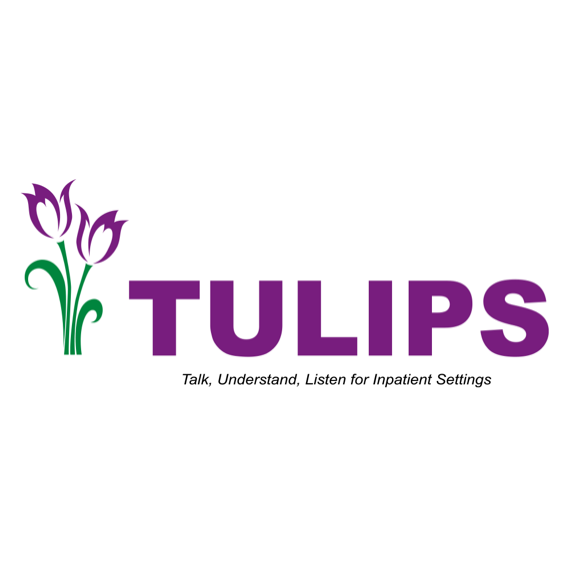 TULIPS
Talk, Understand, Listen for Inpatient Settings